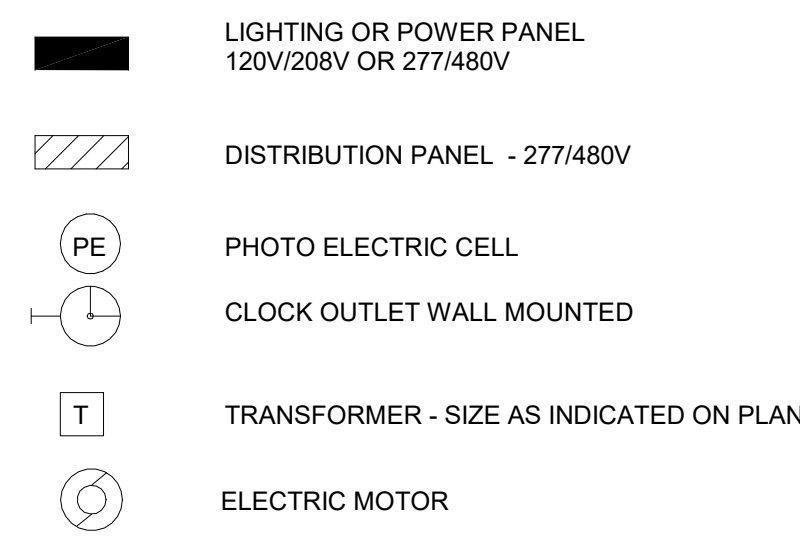 LIGHTING OR POWER PANEL
120V/208V OR 277/480V
DISTRIBUTION PANEL - 277/480V
PE PHOTO ELECTRIC CELL
CLOCK OUTLET WALL MOUNTED
T TRANSFORMER - SIZE AS INDICATED ON PLAN
ELECTRIC MOTOR